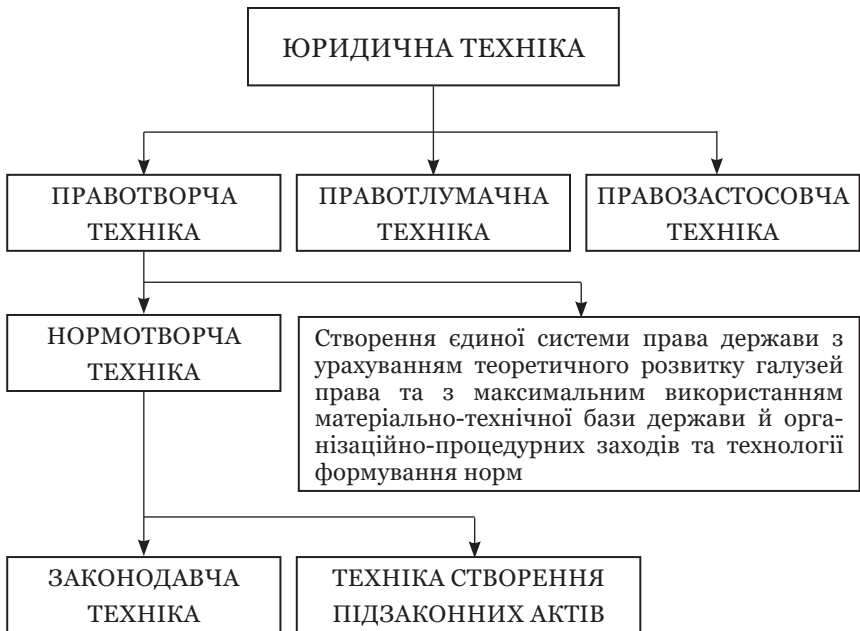 ЮРИДИЧНА ТЕХНІКА
ПРАВОТВОРЧА
ТЕХНІКА
ПРАВОТЛУМАЧНА
ТЕХНІКА
ПРАВОЗАСТОСОВЧА
ТЕХНІКА
НОРМОТВОРЧА
ТЕХНІКА
Створення єдиної системи права держави з
урахуванням теоретичного розвитку галузей
права та з максимальним використанням
матеріально-технічної бази держави й орга-
нізаційно-процедурних заходів та технології
формування норм
ЗАКОНОДАВЧА
ТЕХНІКА
ТЕХНІКА СТВОРЕННЯ
ПІДЗАКОННИХ АКТІВ